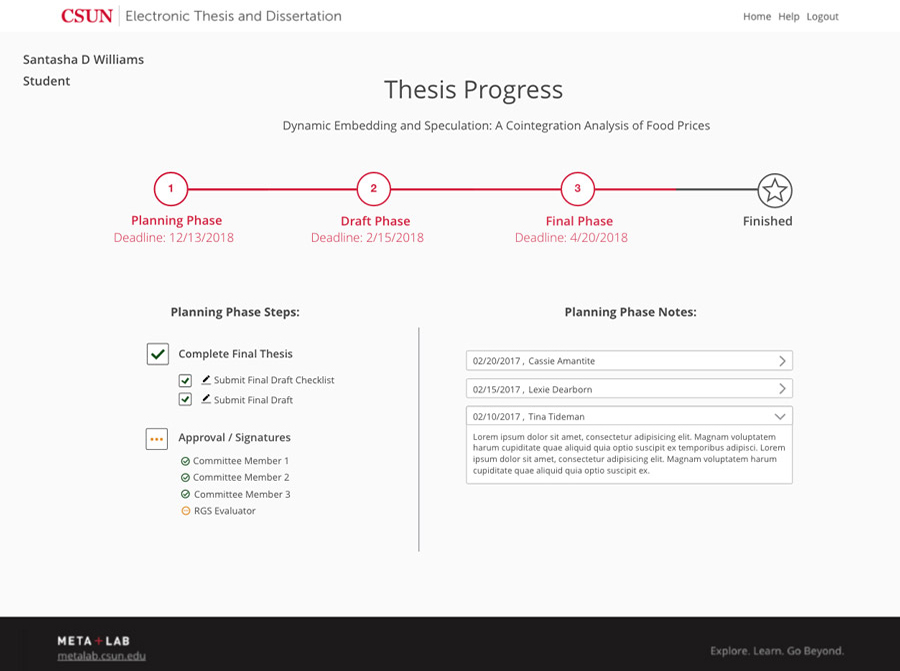 CSUN Electronic Thesis and Dissertation
Home Help Logout
Santasha D Williams
Student
Thesis Progress
Dynamic Embedding and Speculation: A Cointegration Analysis of Food Prices
1 2 3
Planning Phase Draft Phase Final Phase Finished
Deadline: 12/13/2018 Deadline: 2/15/2018 Deadline: 4/20/2018
Planning Phase Steps:
Complete Final Thesis
Submit Final Draft Checklist
Submit Final Draft
Approval / Signatures
Committee Member 1
Committee Member 2
Committee Member 3
RGS Evaluator
Planning Phase Notes:
02/20/2017 , Cassie Amantite
02/15/2017 , Lexie Dearborn
02/10/2017 , Tina Tideman
Lorem ipsum dolor sit amet, consectetur adipisicing elit. Magnam voluptatem
harum cupiditate quae aliquid quia optio suscipit ex temporibus adipisci. Lorem
ipsum dolor sit amet, consectetur adipisicing elit. Magnam voluptatem harum
cupiditate quae aliquid quia optio suscipit ex.
META+LAB
metalab.csun.edu
Explore. Learn. Go Beyond.